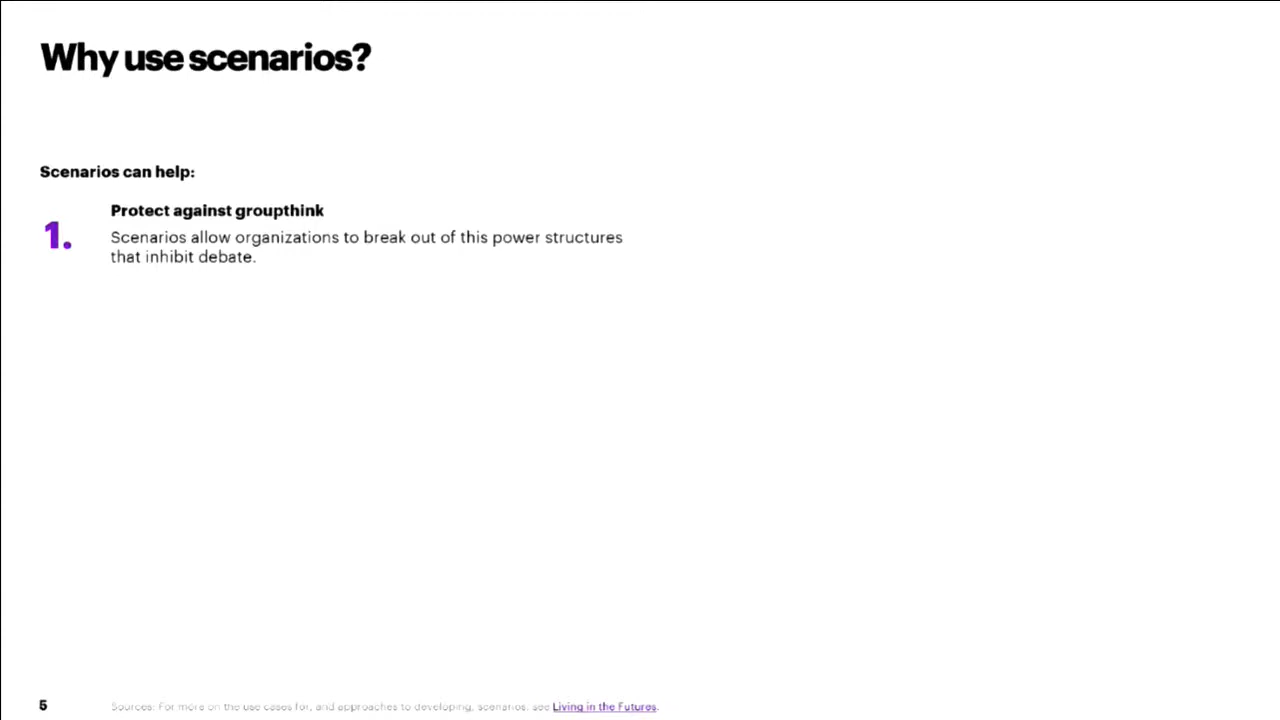 Why use scenarios?
Scenarios can help:
1.
Protect against groupthink
Scenarios allow organizations to break out of this power structures
that inhibit debate.
5
Sources: For more on the use cases for, and approaches to developing, scenarios, see Living in the Futures.